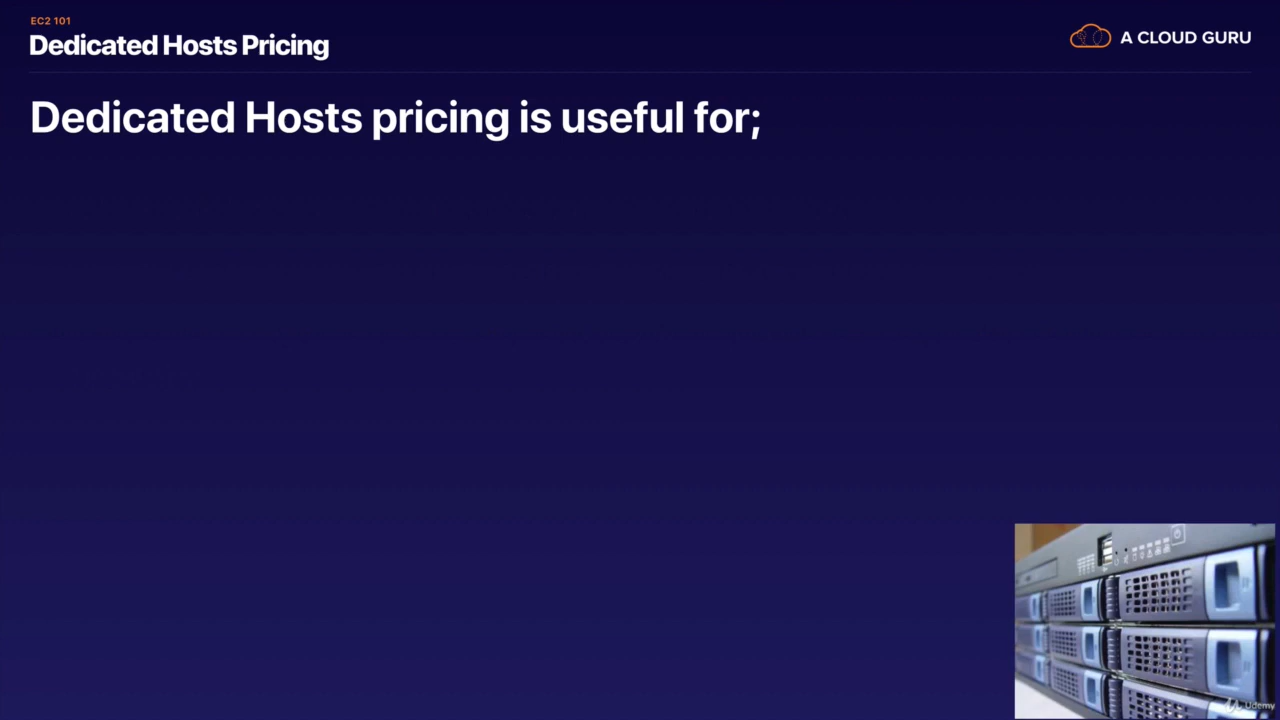 EC2 101
Dedicated Hosts Pricing
A CLOUD GURU
Dedicated Hosts pricing is useful for;
Udemy